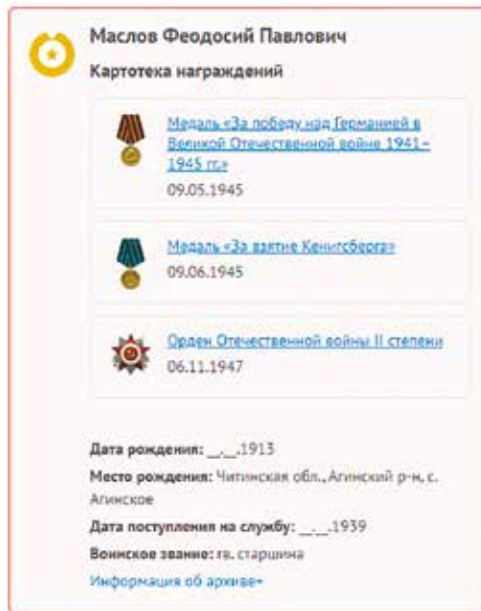 Маслов Феодосий Павлович
Картотека награждений
Медаль «За победу над Германией в
Великой Отечественной войне 1941–
1945 гг.»
09.05.1945
Медаль «За взятие Кенигсберга»
09.06.1945
Орден Отечественной войны II степени
06.11.1947
Дата рождения: __.__.1913
Место рождения: Читинская обл., Агинский р-н, с.
Агинское
Дата поступления на службу: __.__.1939
Воинское звание: гв. старшина
Информация об архиве+